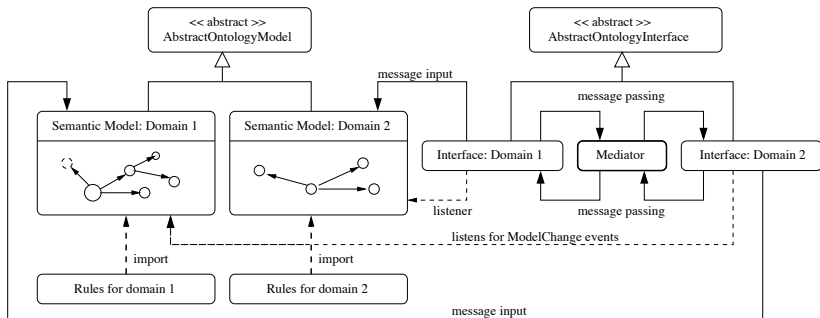 << abstract >>
AbstractOntologyModel
<< abstract >>
AbstractOntologyInterface
message input
message passing
Semantic Model: Domain 1
Semantic Model: Domain 2
Interface: Domain 1
Mediator
Interface: Domain 2
listener
message passing
listens for ModelChange events
import
import
Rules for domain 1
Rules for domain 2
message input